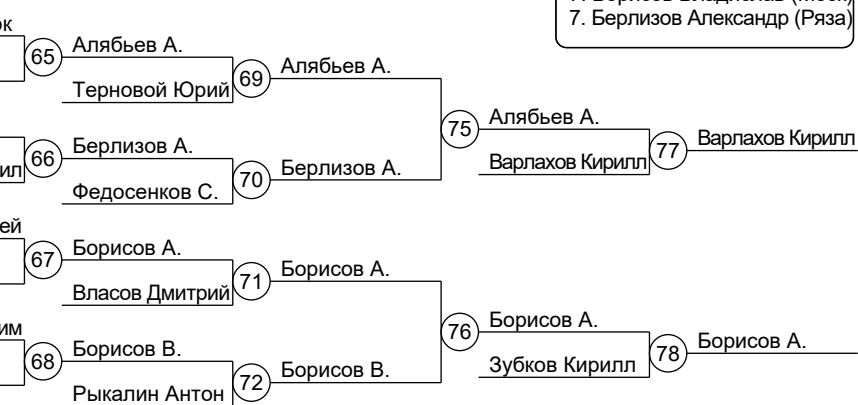 7. Берлизов Александр (Ряза)
65
Алябьев А.
Терновой Юрий
69
Алябьев А.
75
Алябьев А.
Варлахов Кирилл
77
Варлахов Кирилл
66
Берлизов А.
Федосенков С.
70
Берлизов А.
67
Борисов А.
Власов Дмитрий
71
Борисов А.
76
Борисов А.
Зубков Кирилл
78
Борисов А.
68
Борисов В.
Рыкалин Антон
72
Борисов В.